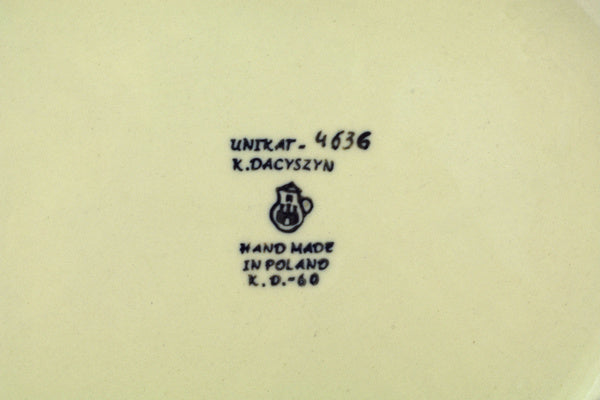 UNIKAT- 4636
K.DACYSZYN
HAND MADE
IN POLAND
K.D.-60